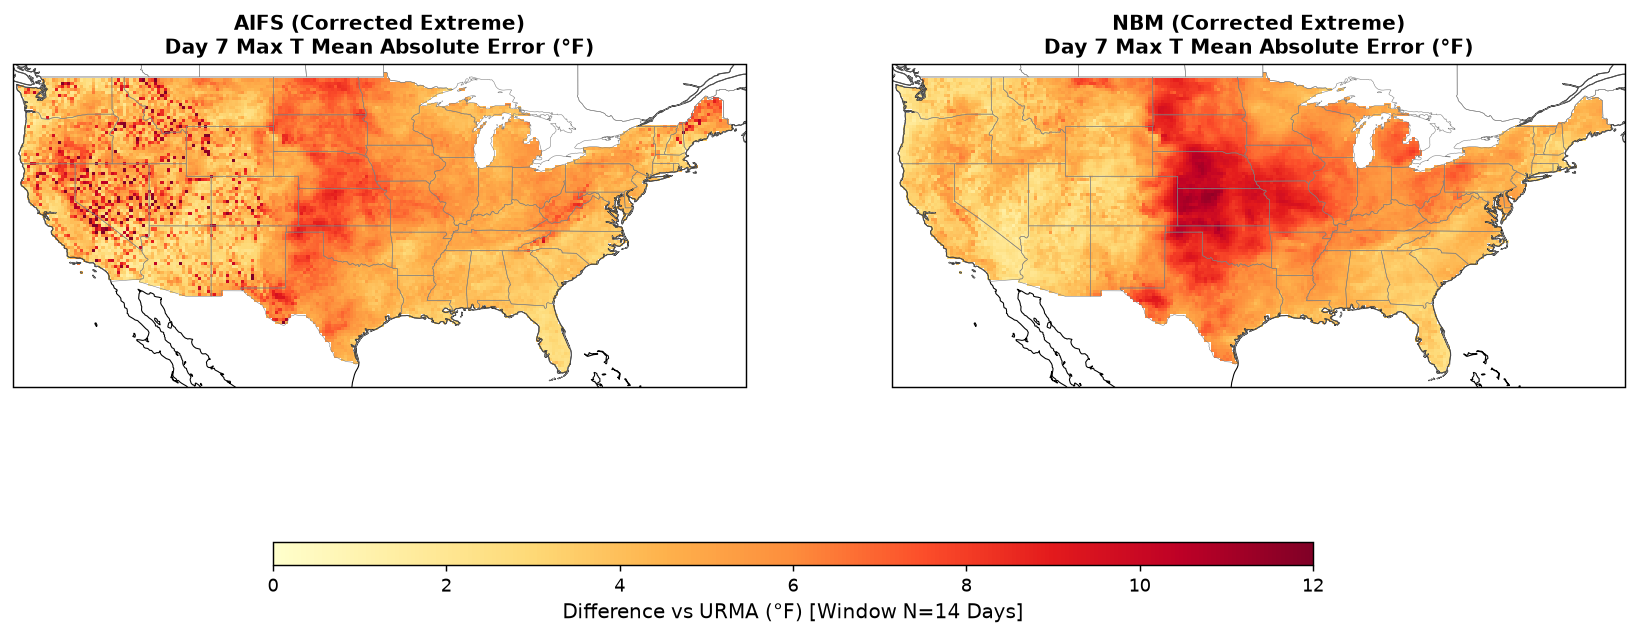 AIFS (Corrected Extreme)
Day 7 Max T Mean Absolute Error (°F)
NBM (Corrected Extreme)
Day 7 Max T Mean Absolute Error (°F)
0 2 4 6 8 10 12
Difference vs URMA (°F) [Window N=14 Days]